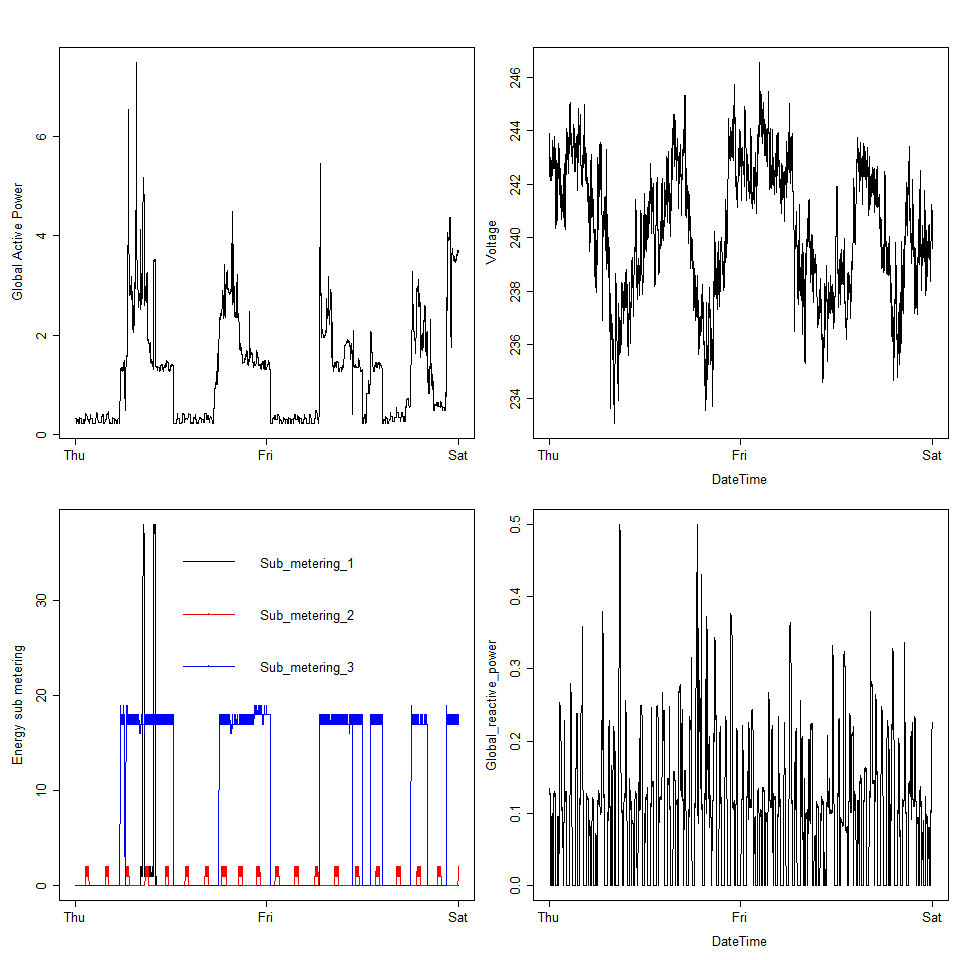 Global Active Power
0
2
4
6
Thu
Fri
Sat
Voltage
234
236
238
240
242
244
246
Thu
Fri
Sat
DateTime
Energy sub metering
0
10
20
30
Sub_metering_1
Sub_metering_2
Sub_metering_3
Thu
Fri
Sat
Global_reactive_power
0.0
0.1
0.2
0.3
0.4
0.5
Thu
Fri
Sat
DateTime